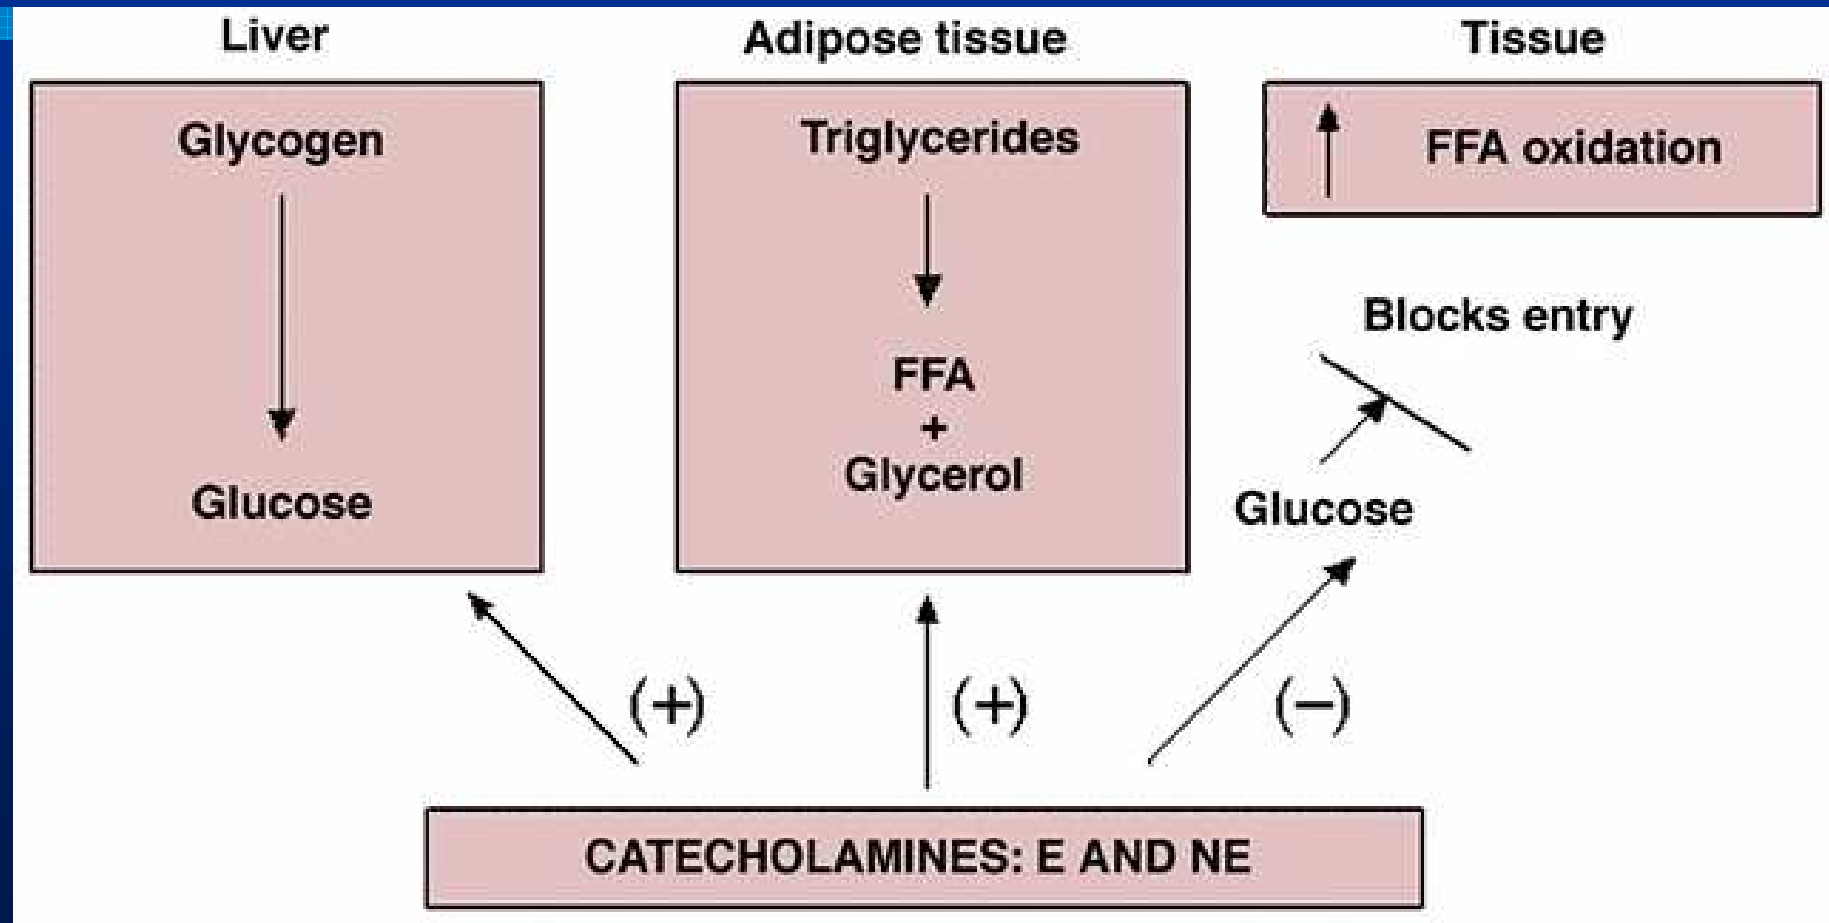 Liver
Glycogen
Glucose
Adipose tissue
Triglycerides
FFA
+
Glycerol
Tissue
FFA oxidation
Blocks entry
Glucose
(+)
(+)
(−)
CATECHOLAMINES: E AND NE